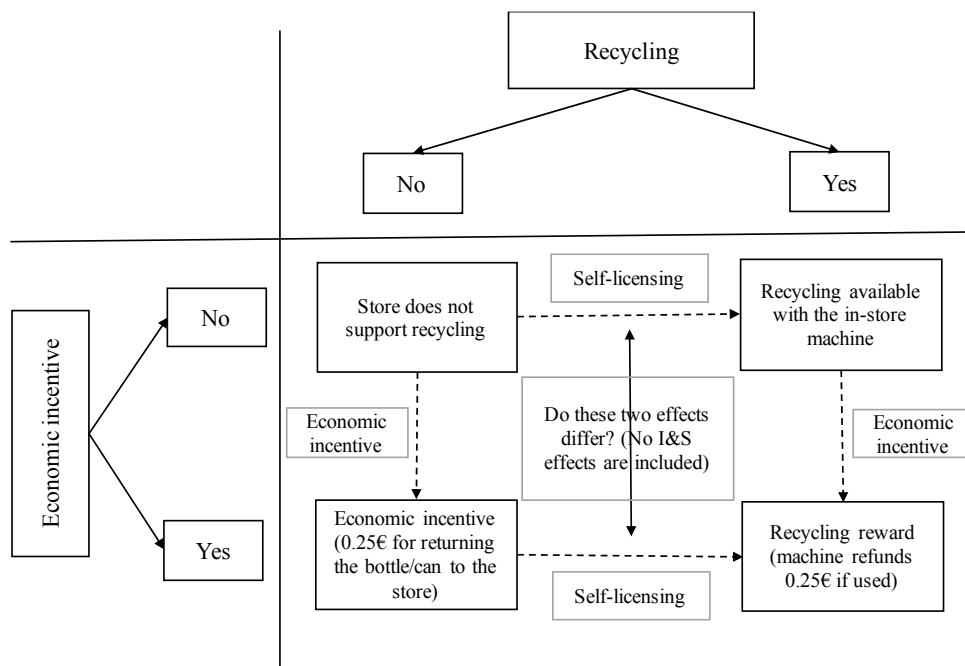 Recycling
No
Yes
Economic incentive
No
Yes
Store does not
support recycling
Self-licensing
Recycling available
with the in-store
machine
Economic
incentive
Do these two effects
differ? (No I&S
effects are included)
Economic
incentive
Economic incentive
(0.25€ for returning
the bottle/can to the
store)
Self-licensing
Recycling reward
(machine refunds
0.25€ if used)